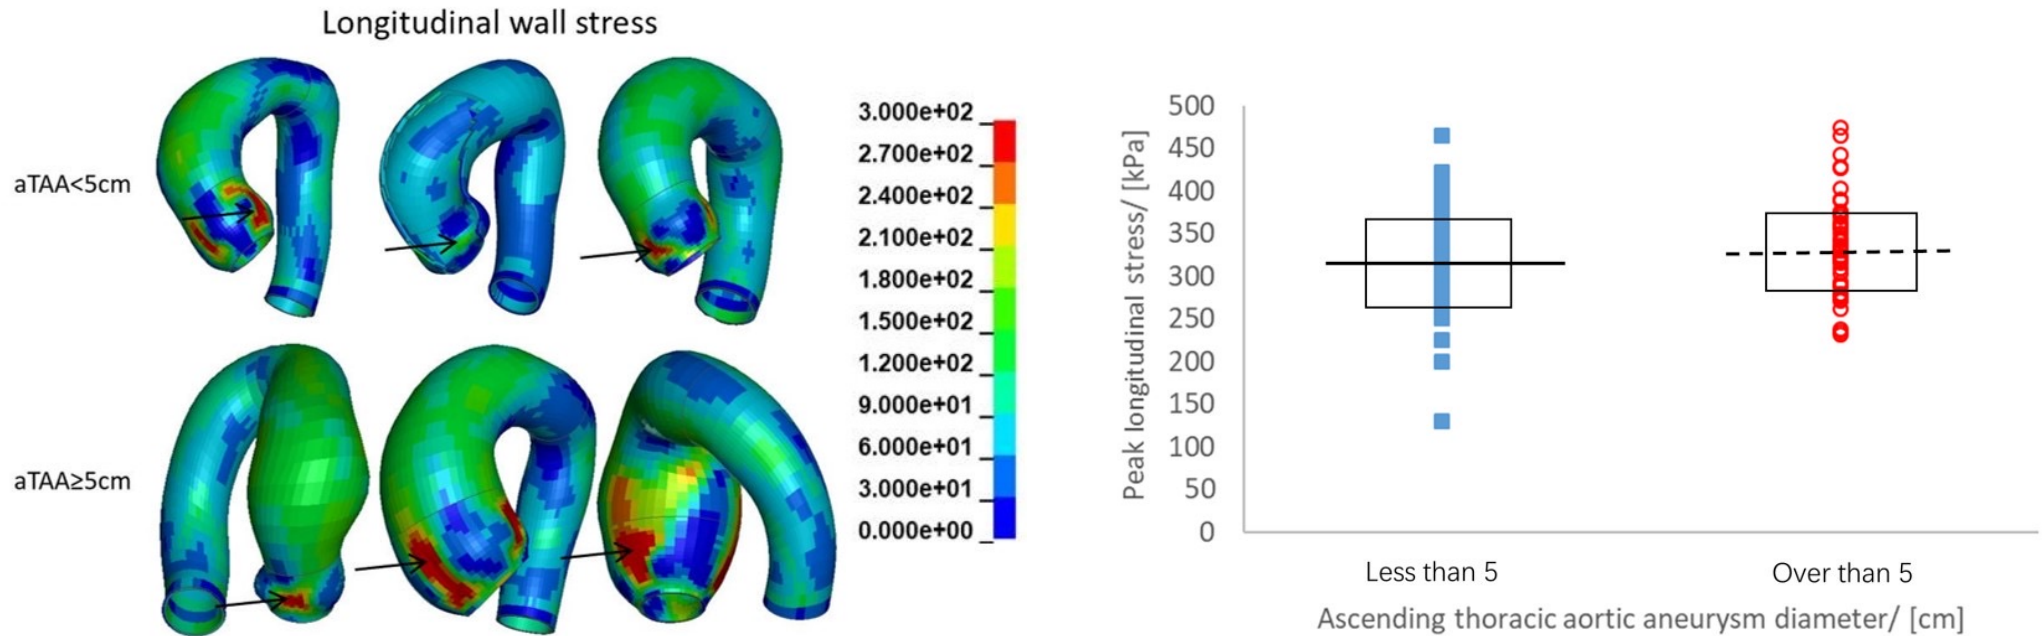 Longitudinal wall stress
aTAA<5cm
aTAA≥5cm
3.000e+02
2.700e+02
2.400e+02
2.100e+02
1.800e+02
1.500e+02
1.200e+02
9.000e+01
6.000e+01
3.000e+01
0.000e+00
Peak longitudinal stress/ [kPa]
500
450
400
350
300
250
200
150
100
50
0
Less than 5
Over than 5
Ascending thoracic aortic aneurysm diameter/ [cm]